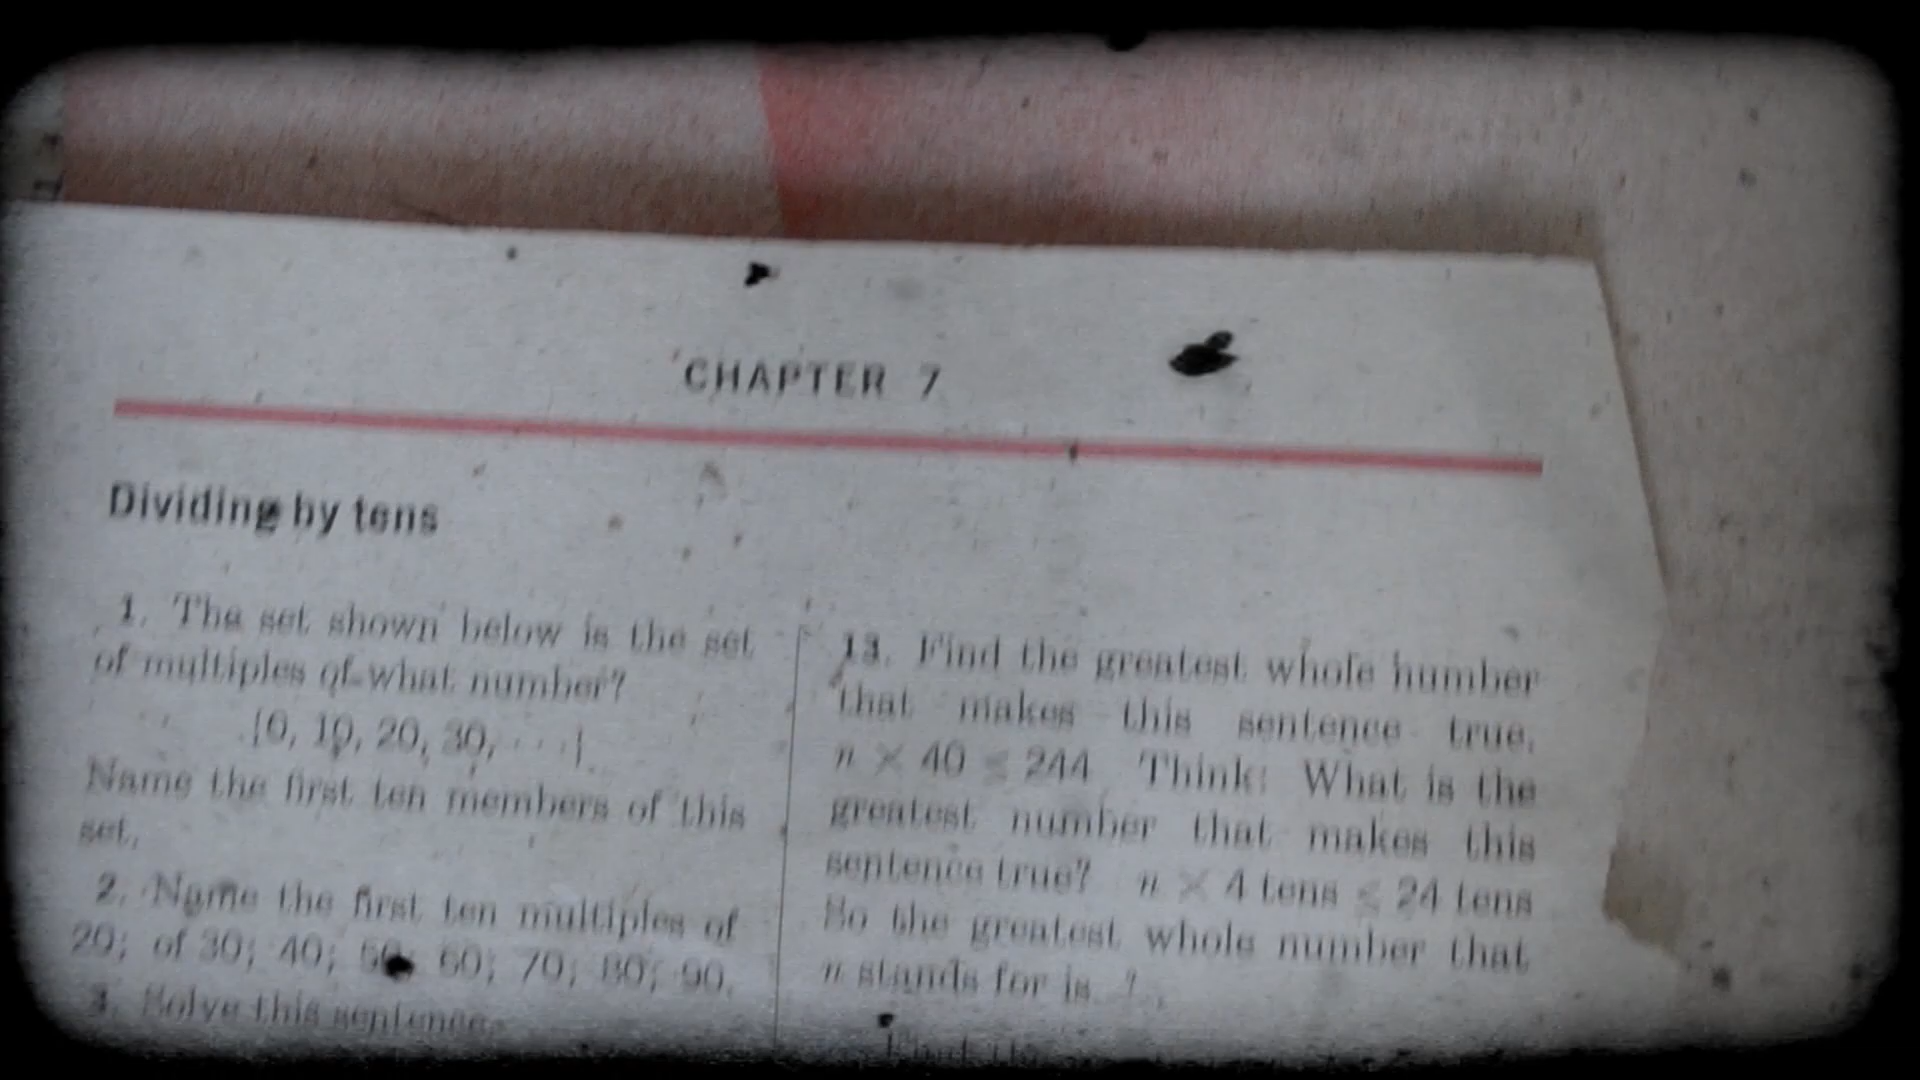 CHAPTER 7
Dividing by tens
1. The set shown below is the set
of multiples of what number?
{0, 10, 20, 30, · · ·}
Name the first ten members of this
set.
2. Name the first ten multiples of
20; of 30; 40; 50; 60; 70; 80; 90.
3. Solve this sentence.
13. Find the greatest whole number
that makes this sentence true.
n × 40 ≤ 244 Think: What is the
greatest number that makes this
sentence true? n × 4 tens ≤ 24 tens
So the greatest whole number that
n stands for is ? .
Find the